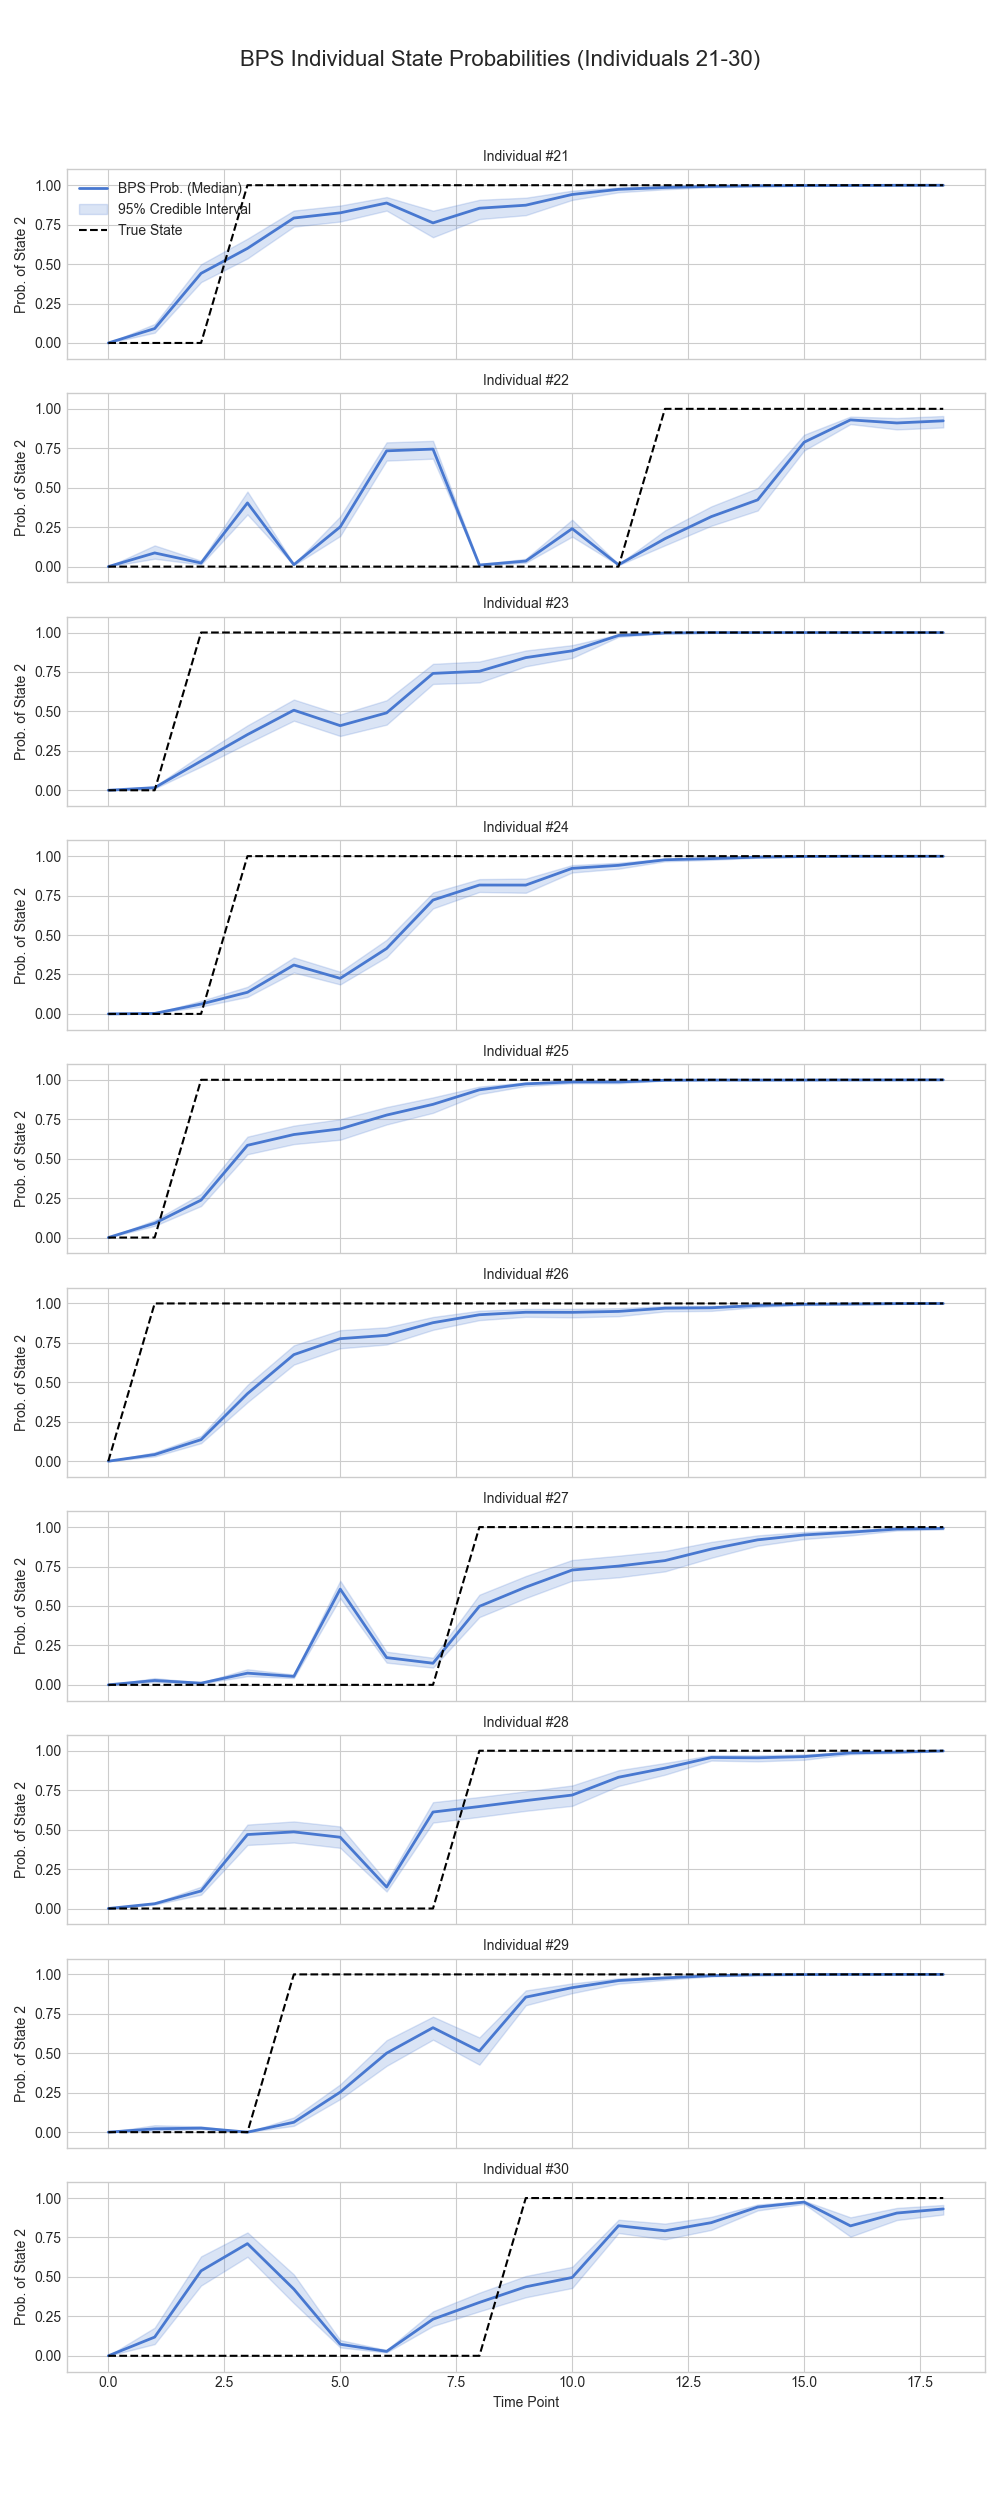 BPS Individual State Probabilities (Individuals 21-30)
Individual #21
1.00
0.75
0.50
0.25
0.00
Prob. of State 2
BPS Prob. (Median)
95% Credible Interval
True State
Individual #22
1.00
0.75
0.50
0.25
0.00
Prob. of State 2
Individual #23
1.00
0.75
0.50
0.25
0.00
Prob. of State 2
Individual #24
1.00
0.75
0.50
0.25
0.00
Prob. of State 2
Individual #25
1.00
0.75
0.50
0.25
0.00
Prob. of State 2
Individual #26
1.00
0.75
0.50
0.25
0.00
Prob. of State 2
Individual #27
1.00
0.75
0.50
0.25
0.00
Prob. of State 2
Individual #28
1.00
0.75
0.50
0.25
0.00
Prob. of State 2
Individual #29
1.00
0.75
0.50
0.25
0.00
Prob. of State 2
Individual #30
1.00
0.75
0.50
0.25
0.00
Prob. of State 2
0.0 2.5 5.0 7.5 10.0 12.5 15.0 17.5
Time Point